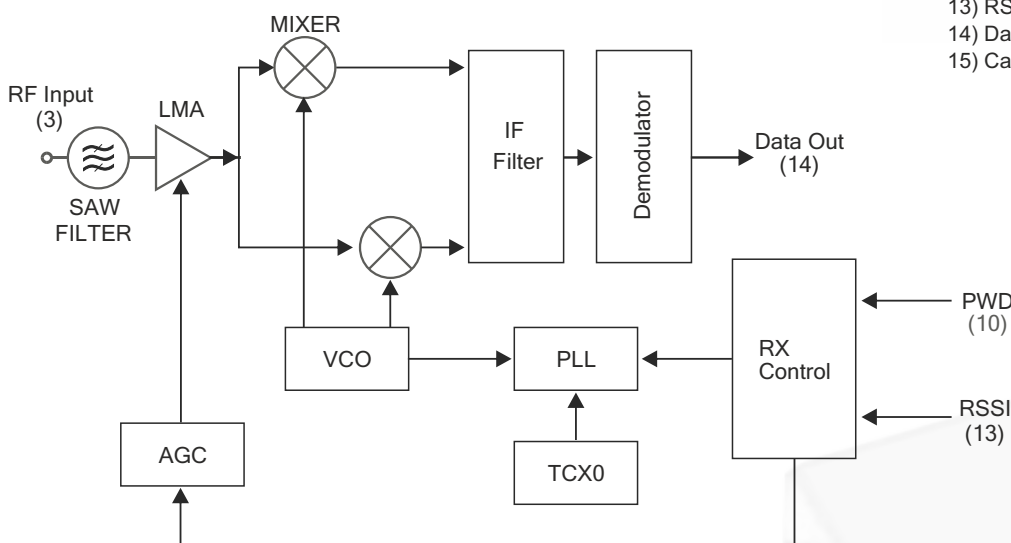 13) RS
14) Da
15) Ca
MIXER
RF Input
(3)
LMA
SAW
FILTER
IF
Filter
Demodulator
Data Out
(14)
VCO
PLL
RX
Control
PWD
(10)
RSSI
(13)
AGC
TCX0